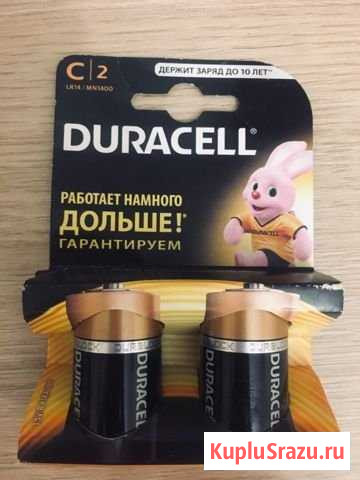 C|2
LR14 / MN1400
ДЕРЖИТ ЗАРЯД ДО 10 ЛЕТ**
DURACELL®
РАБОТАЕТ НАМНОГО
ДОЛЬШЕ!*
ГАРАНТИРУЕМ
DURACELL
DURACELL
KupluSrazu.ru